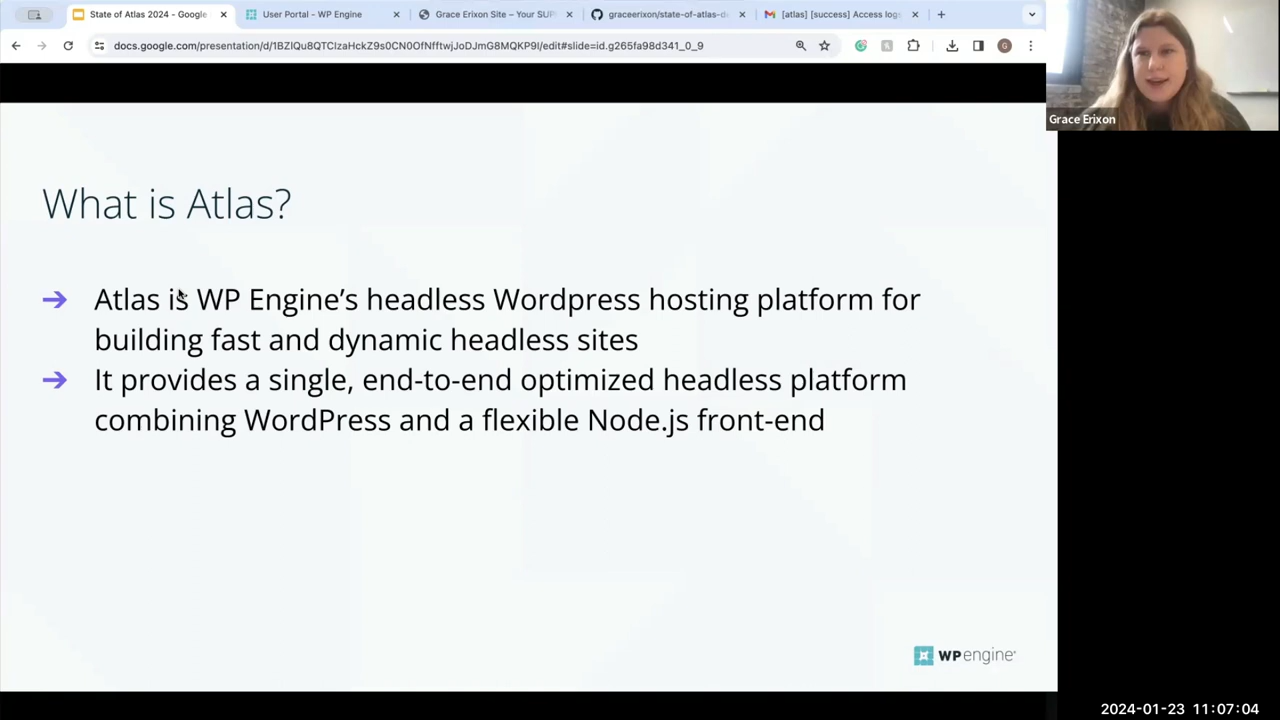 State of Atlas 2024 - Google
User Portal - WP Engine
Grace Erixon Site – Your SUP
graceerixon/state-of-atlas-d
[atlas] [success] Access logs
docs.google.com/presentation/d/1BZIQu8QTClzaHckZ9s0CN0OfNfftwjJoDJmG8MQKP9I/edit#slide=id.g265fa98d341_0_9
G
Grace Erixon
What is Atlas?
➔ Atlas is WP Engine’s headless Wordpress hosting platform for
building fast and dynamic headless sites
➔ It provides a single, end-to-end optimized headless platform
combining WordPress and a flexible Node.js front-end
WP engine
2024-01-23 11:07:04